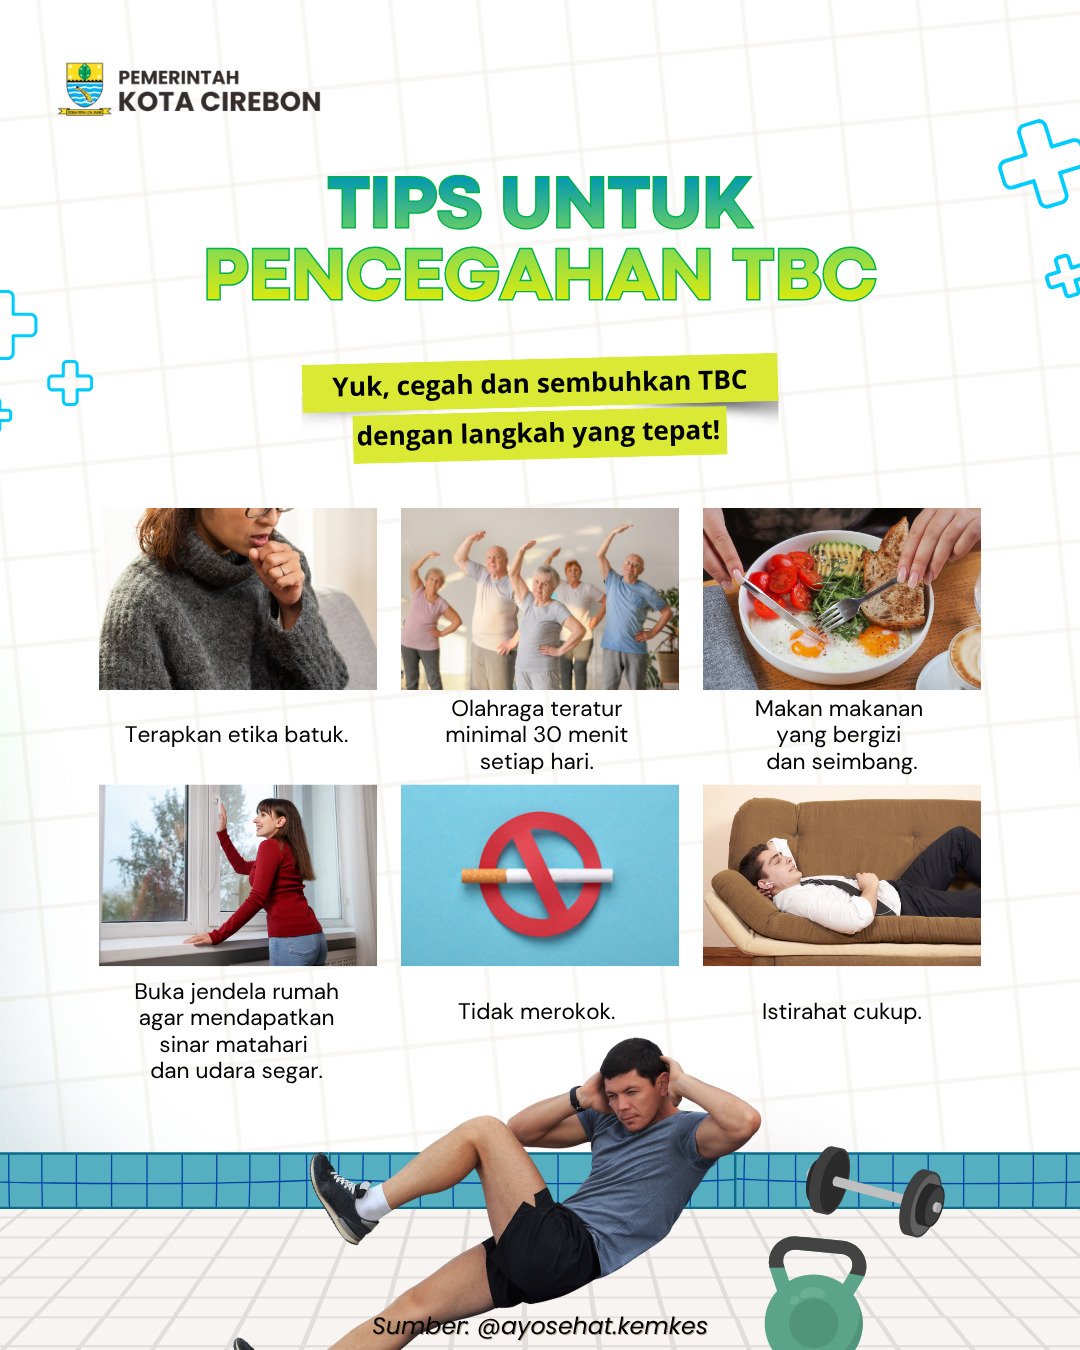 PEMERINTAH
KOTA CIREBON
TIPS UNTUK
PENCEGAHAN TBC
Yuk, cegah dan sembuhkan TBC
dengan langkah yang tepat!
Terapkan etika batuk.
Olahraga teratur
minimal 30 menit
setiap hari.
Makan makanan
yang bergizi
dan seimbang.
Buka jendela rumah
agar mendapatkan
sinar matahari
dan udara segar.
Tidak merokok.
Istirahat cukup.
Sumber: @ayosehat.kemkes